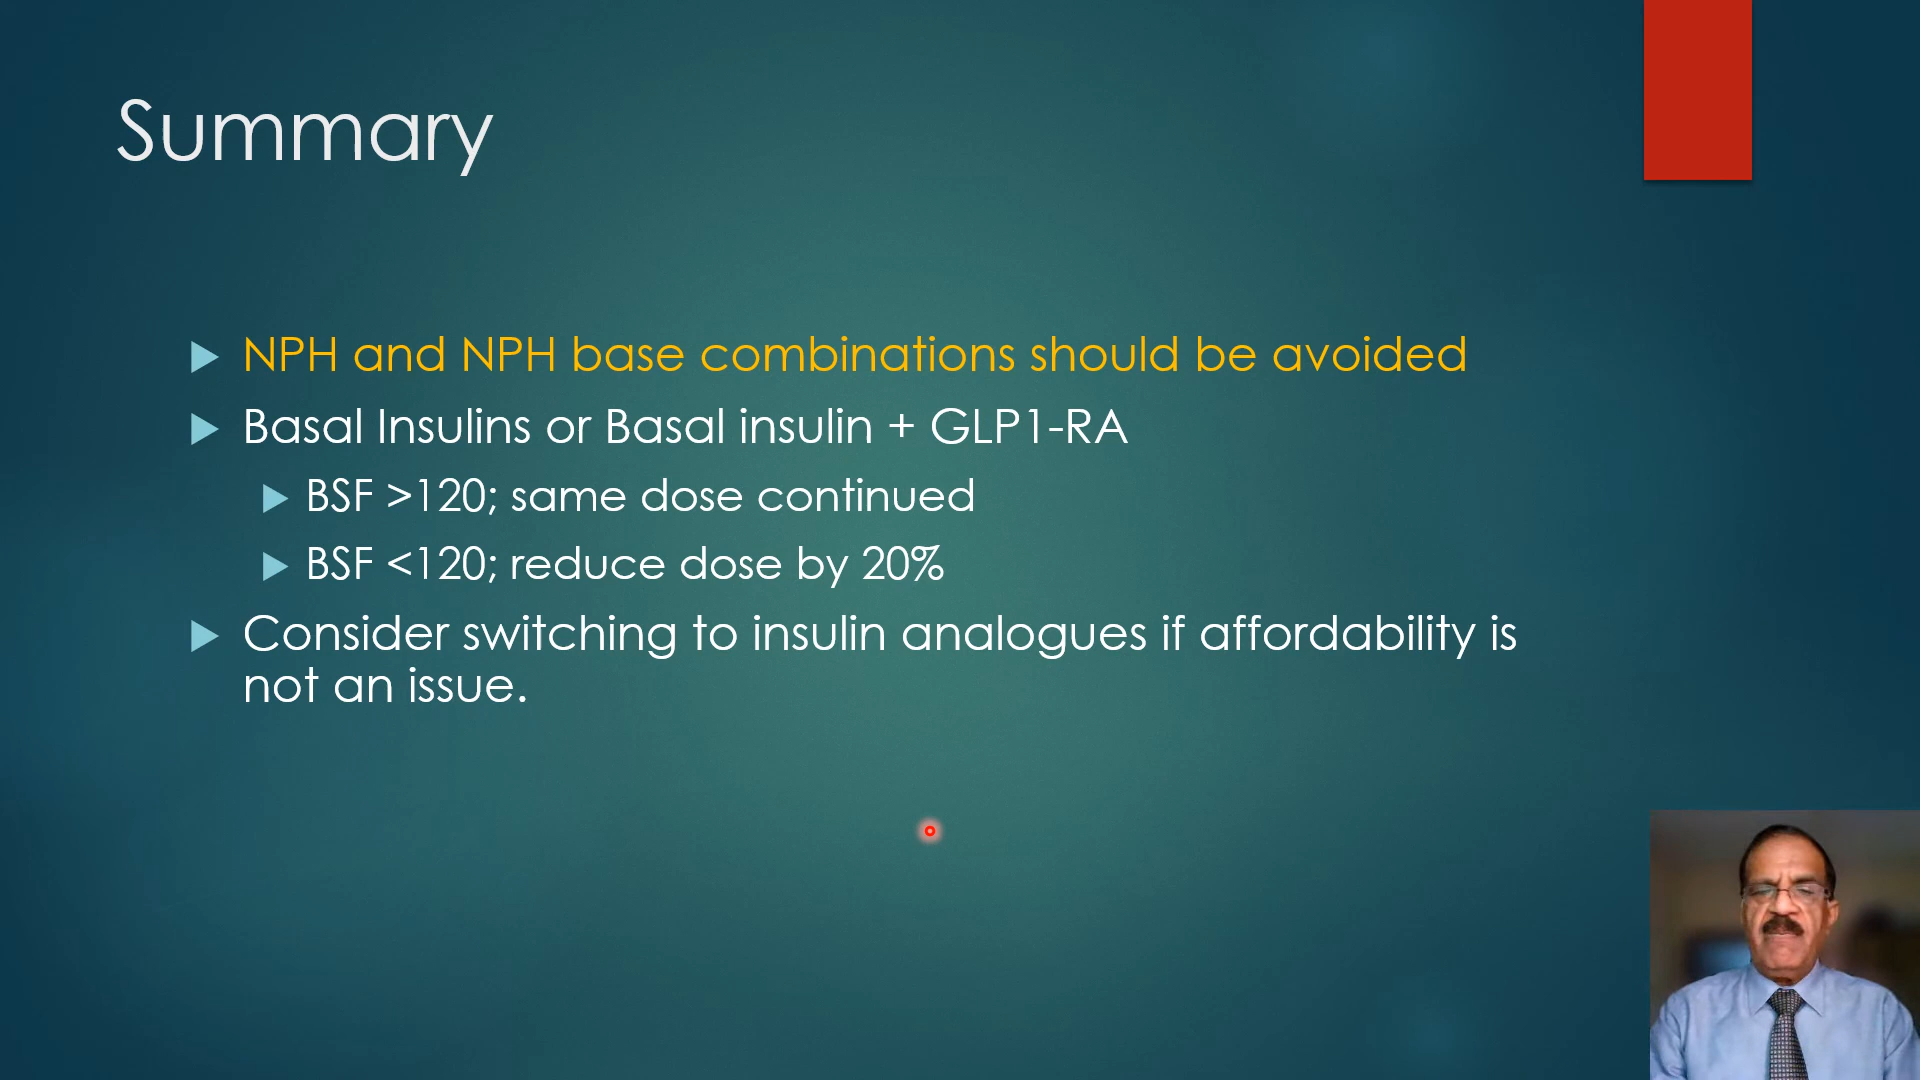 Summary
NPH and NPH base combinations should be avoided
Basal Insulins or Basal insulin + GLP1-RA
BSF >120; same dose continued
BSF <120; reduce dose by 20%
Consider switching to insulin analogues if affordability is
not an issue.